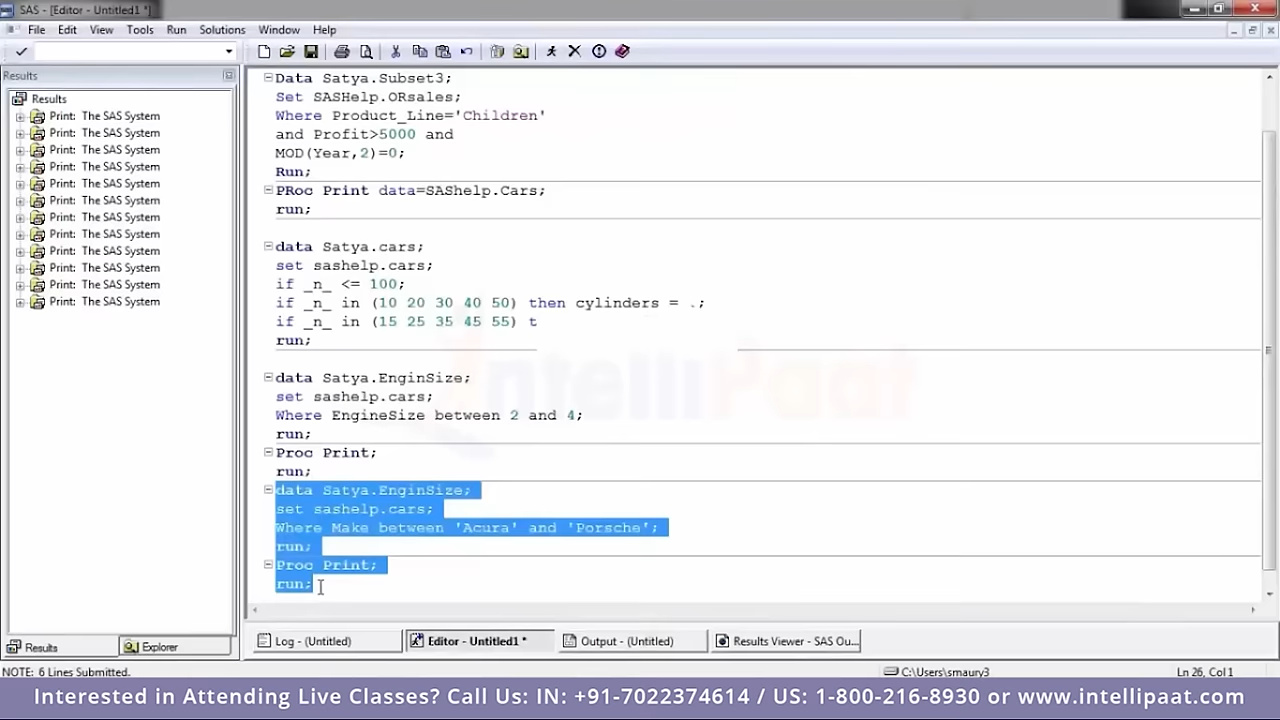 SAS - [Editor - Untitled1 *]
File Edit View Tools Run Solutions Window Help
Results
Results
Print: The SAS System
Print: The SAS System
Print: The SAS System
Print: The SAS System
Print: The SAS System
Print: The SAS System
Print: The SAS System
Print: The SAS System
Print: The SAS System
Print: The SAS System
Print: The SAS System
Print: The SAS System
Data Satya.Subset3;
Set SASHelp.ORsales;
Where Product_Line='Children'
and Profit>5000 and
MOD(Year,2)=0;
Run;
PRoc Print data=SAShelp.Cars;
run;
data Satya.cars;
set sashelp.cars;
if _n_ <= 100;
if _n_ in (10 20 30 40 50) then cylinders = .;
if _n_ in (15 25 35 45 55) t
run;
data Satya.EnginSize;
set sashelp.cars;
Where EngineSize between 2 and 4;
run;
Proc Print;
run;
data Satya.EnginSize;
set sashelp.cars;
Where Make between 'Acura' and 'Porsche';
run;
Proc Print;
run;
intelliPaat
Results Explorer
Log - (Untitled) Editor - Untitled1 * Output - (Untitled) Results Viewer - SAS Ou...
NOTE: 6 Lines Submitted. C:\Users\smaury3 Ln 26, Col 1
Interested in Attending Live Classes? Call Us: IN: +91-7022374614 / US: 1-800-216-8930 or www.intellipaat.com